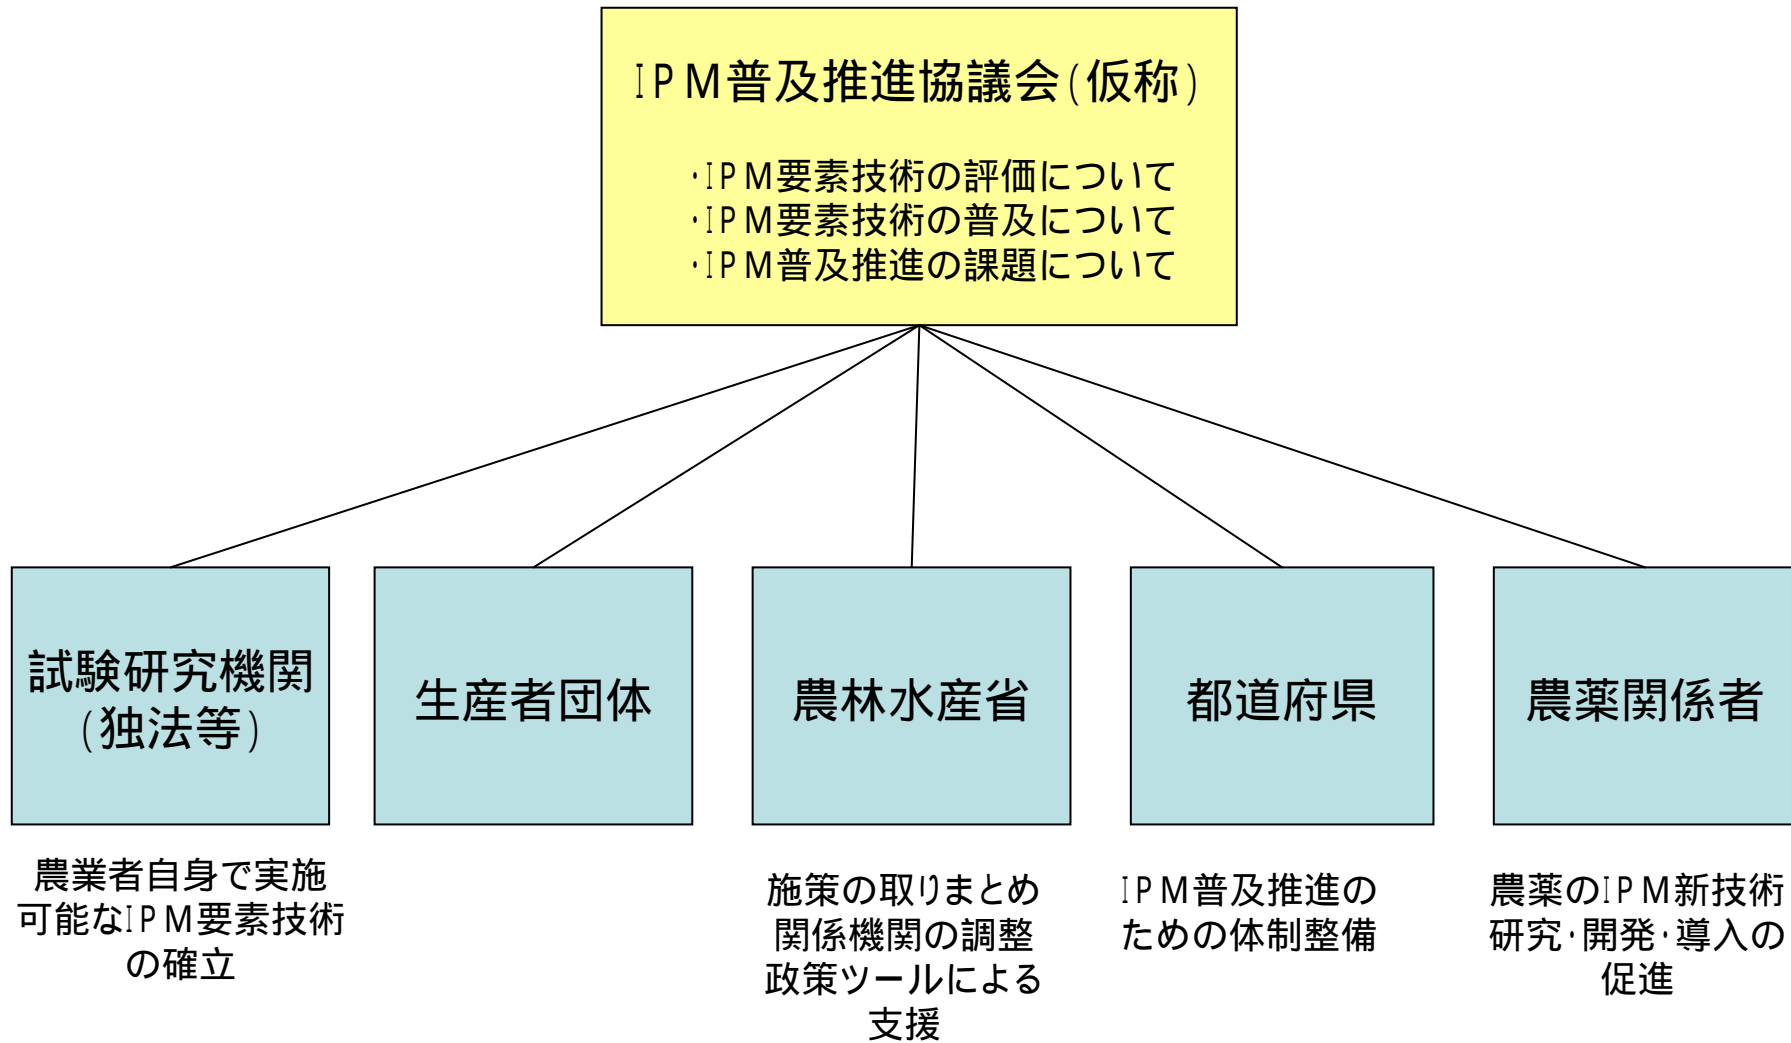 IPM普及推進協議会(仮称)
・IPM要素技術の評価について
・IPM要素技術の普及について
・IPM普及推進の課題について
試験研究機関
(独法等)
生産者団体
農林水産省
都道府県
農薬関係者
農業者自身で実施
可能なIPM要素技術
の確立
施策の取りまとめ
関係機関の調整
政策ツールによる
支援
IPM普及推進の
ための体制整備
農薬のIPM新技術
研究・開発・導入の
促進